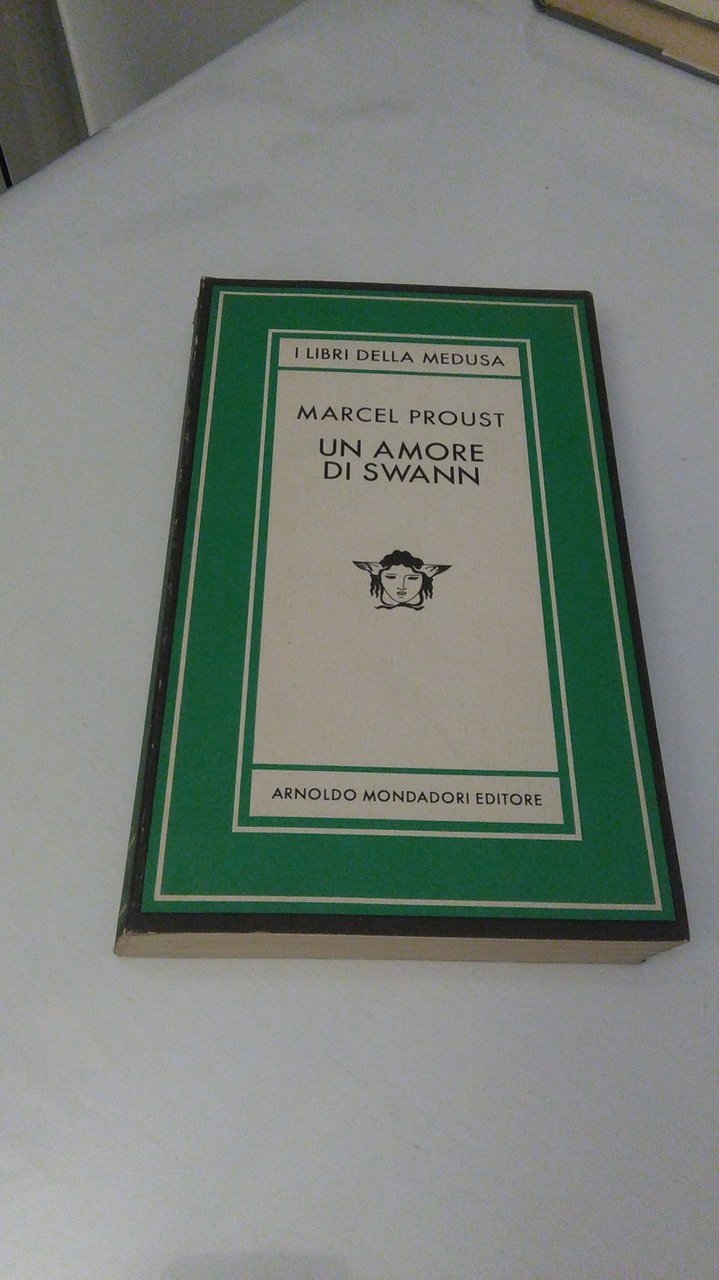 I LIBRI DELLA MEDUSA
MARCEL PROUST
UN AMORE
DI SWANN
ARNOLDO MONDADORI EDITORE